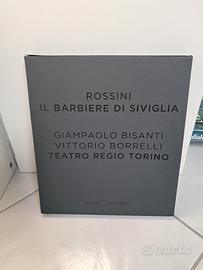 ROSSINI
IL BARBIERE DI SIVIGLIA
GIAMPAOLO BISANTI
VITTORIO BORRELLI
TEATRO REGIO TORINO